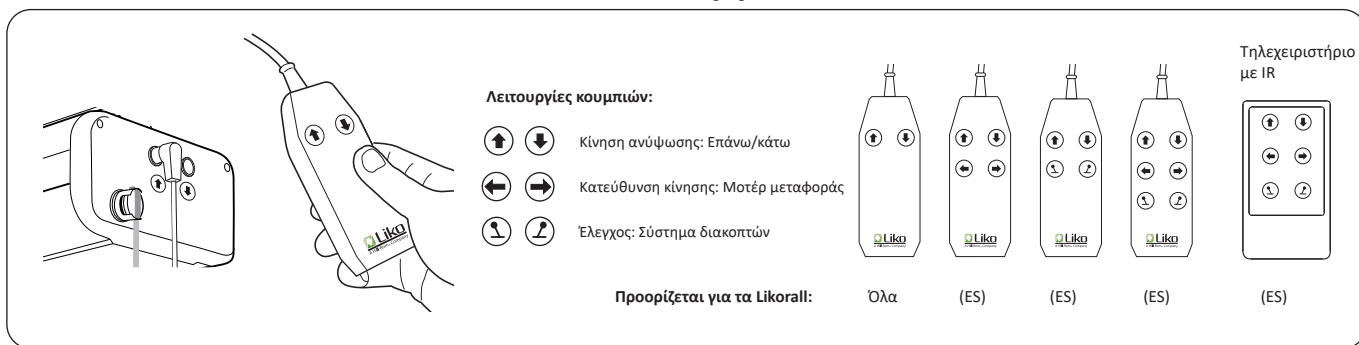 Τηλεχειριστήριο
με IR
Λειτουργίες κουμπιών:
Κίνηση ανύψωσης: Επάνω/κάτω
Κατεύθυνση κίνησης: Μοτέρ μεταφοράς
Έλεγχος: Σύστημα διακοπτών
Liko
Liko
Liko
Liko
Liko
Προορίζεται για τα Likorall: Όλα (ES) (ES) (ES) (ES)